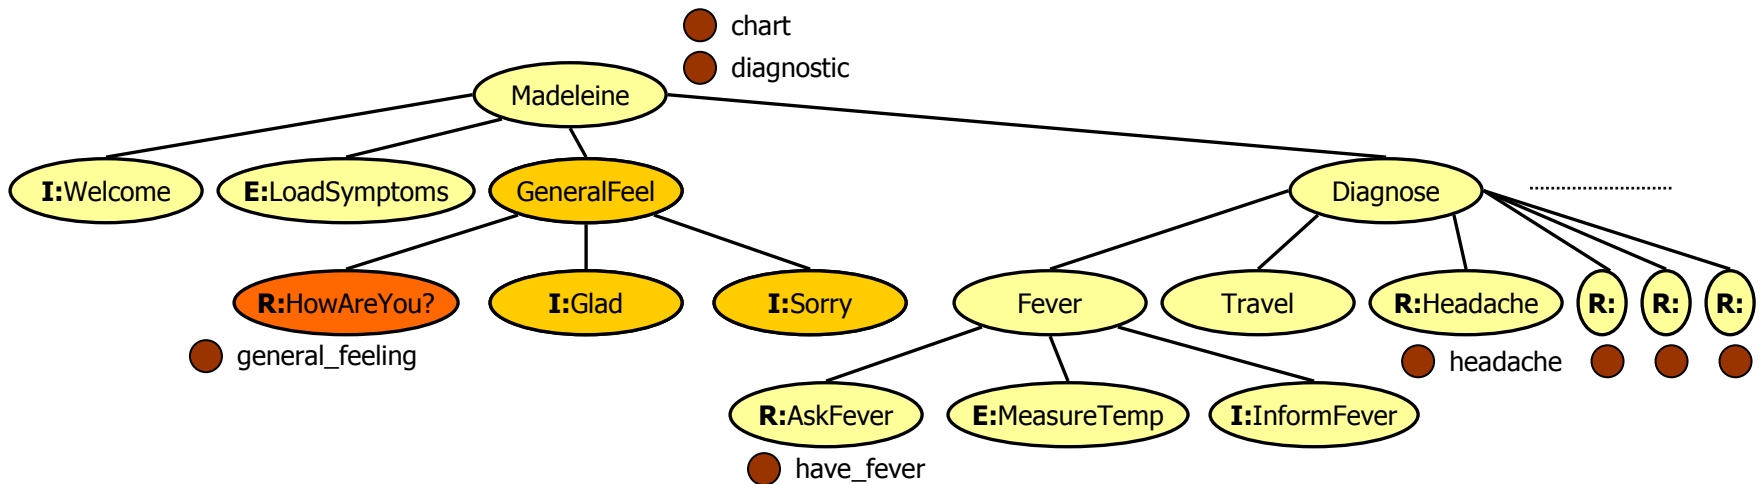 chart
diagnostic
Madeleine
I:Welcome
E:LoadSymptoms
GeneralFeel
Diagnose
R:HowAreYou?
I:Glad
I:Sorry
Fever
Travel
R:Headache
R:
R:
R:
general_feeling
headache
R:AskFever
E:MeasureTemp
I:InformFever
have_fever